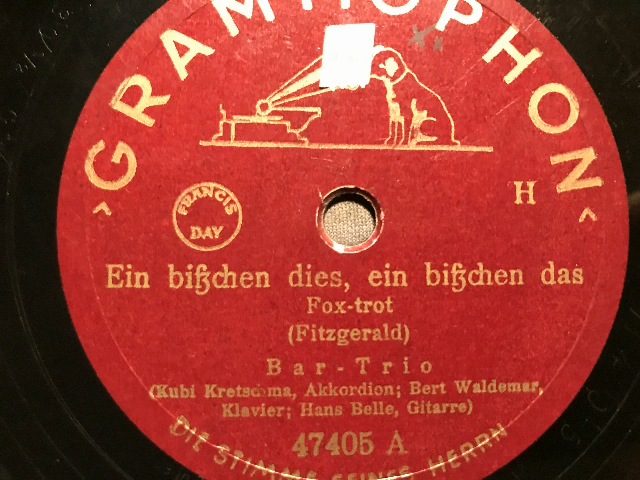 ›GRAMMOPHON‹
FRANCIS
DAY
H
Ein bißchen dies, ein bißchen das
Fox-trot
(Fitzgerald)
Bar-Trio
(Kubi Kretschma, Akkordion; Bert Waldemar,
Klavier; Hans Belle, Gitarre)
47405 A
DIE STIMME SEINES HERRN